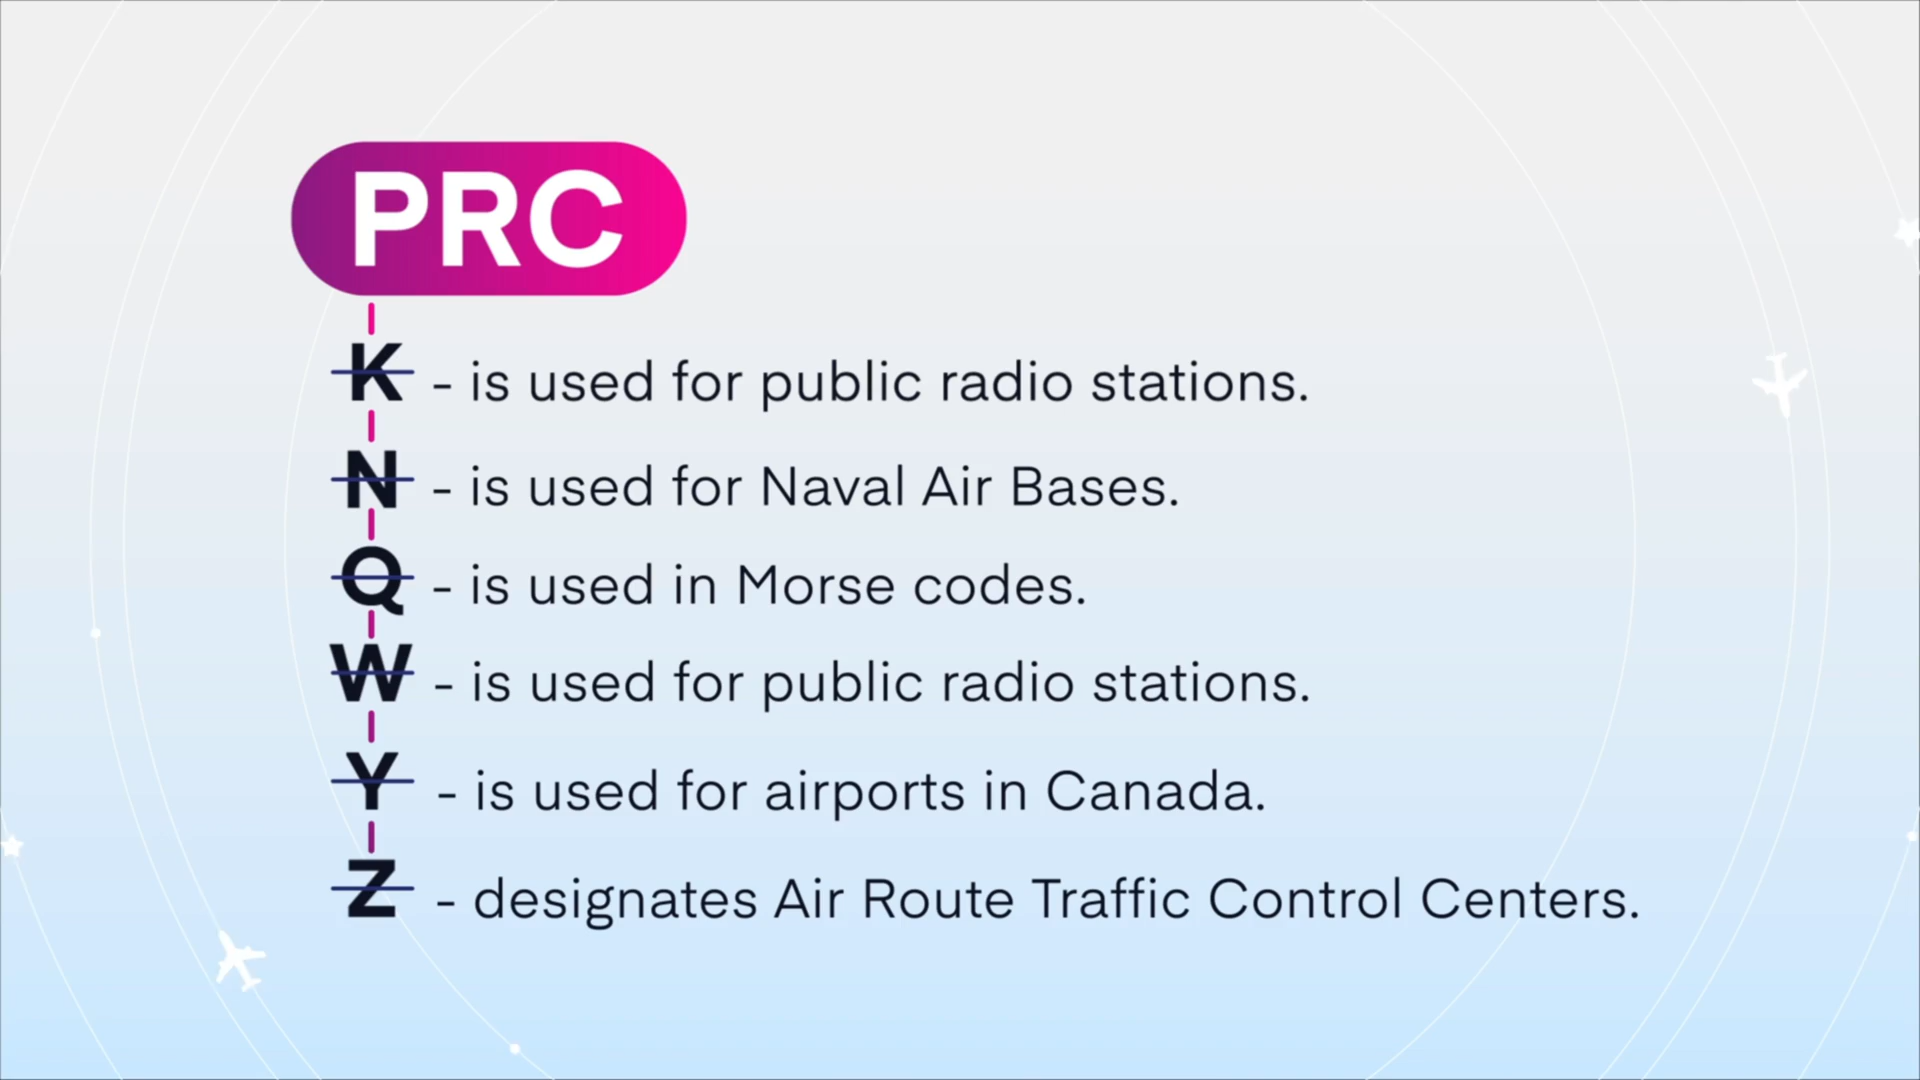 PRC
K - is used for public radio stations.
N - is used for Naval Air Bases.
Q - is used in Morse codes.
W - is used for public radio stations.
Y - is used for airports in Canada.
Z - designates Air Route Traffic Control Centers.